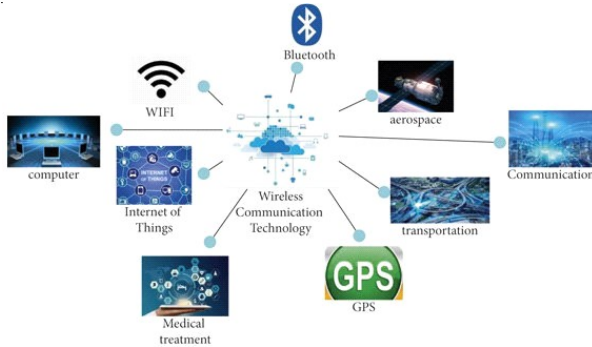 Bluetooth
WIFI
aerospace
computer
Communication
INTERNET
OF THINGS
Internet of
Things
Wireless
Communication
Technology
transportation
GPS
GPS
Medical
treatment